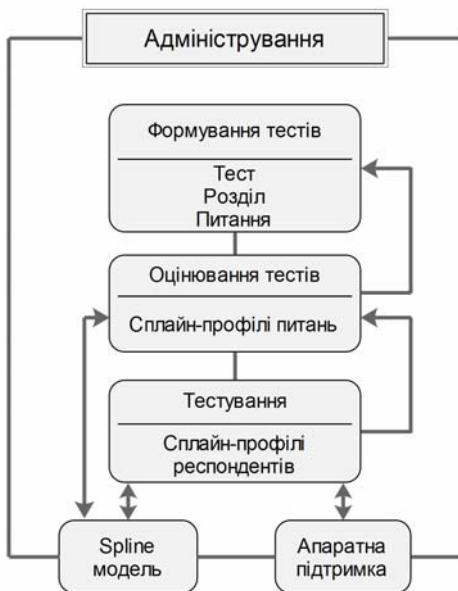 Адміністрування
Формування тестів
Тест
Розділ
Питання
Оцінювання тестів
Сплайн-профілі питань
Тестування
Сплайн-профілі
респондентів
Spline
модель
Апаратна
підтримка